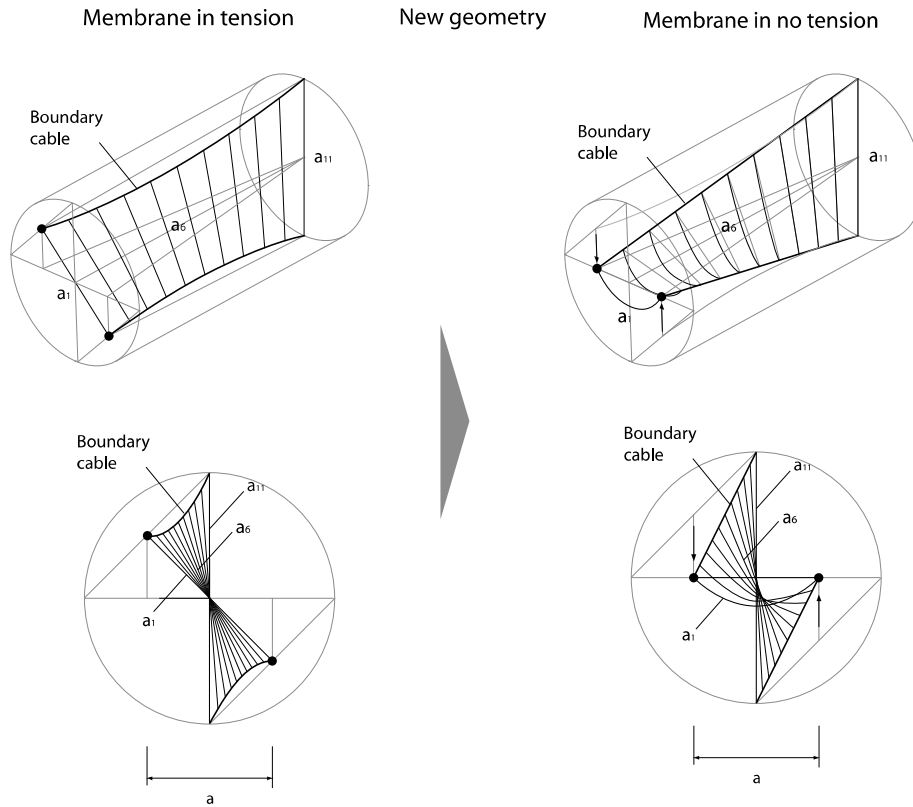 Membrane in tension
New geometry
Membrane in no tension
Boundary
cable
a11
a6
a1
Boundary
cable
a11
a6
a1
Boundary
cable
a11
a6
a1
a
Boundary
cable
a11
a6
a1
a